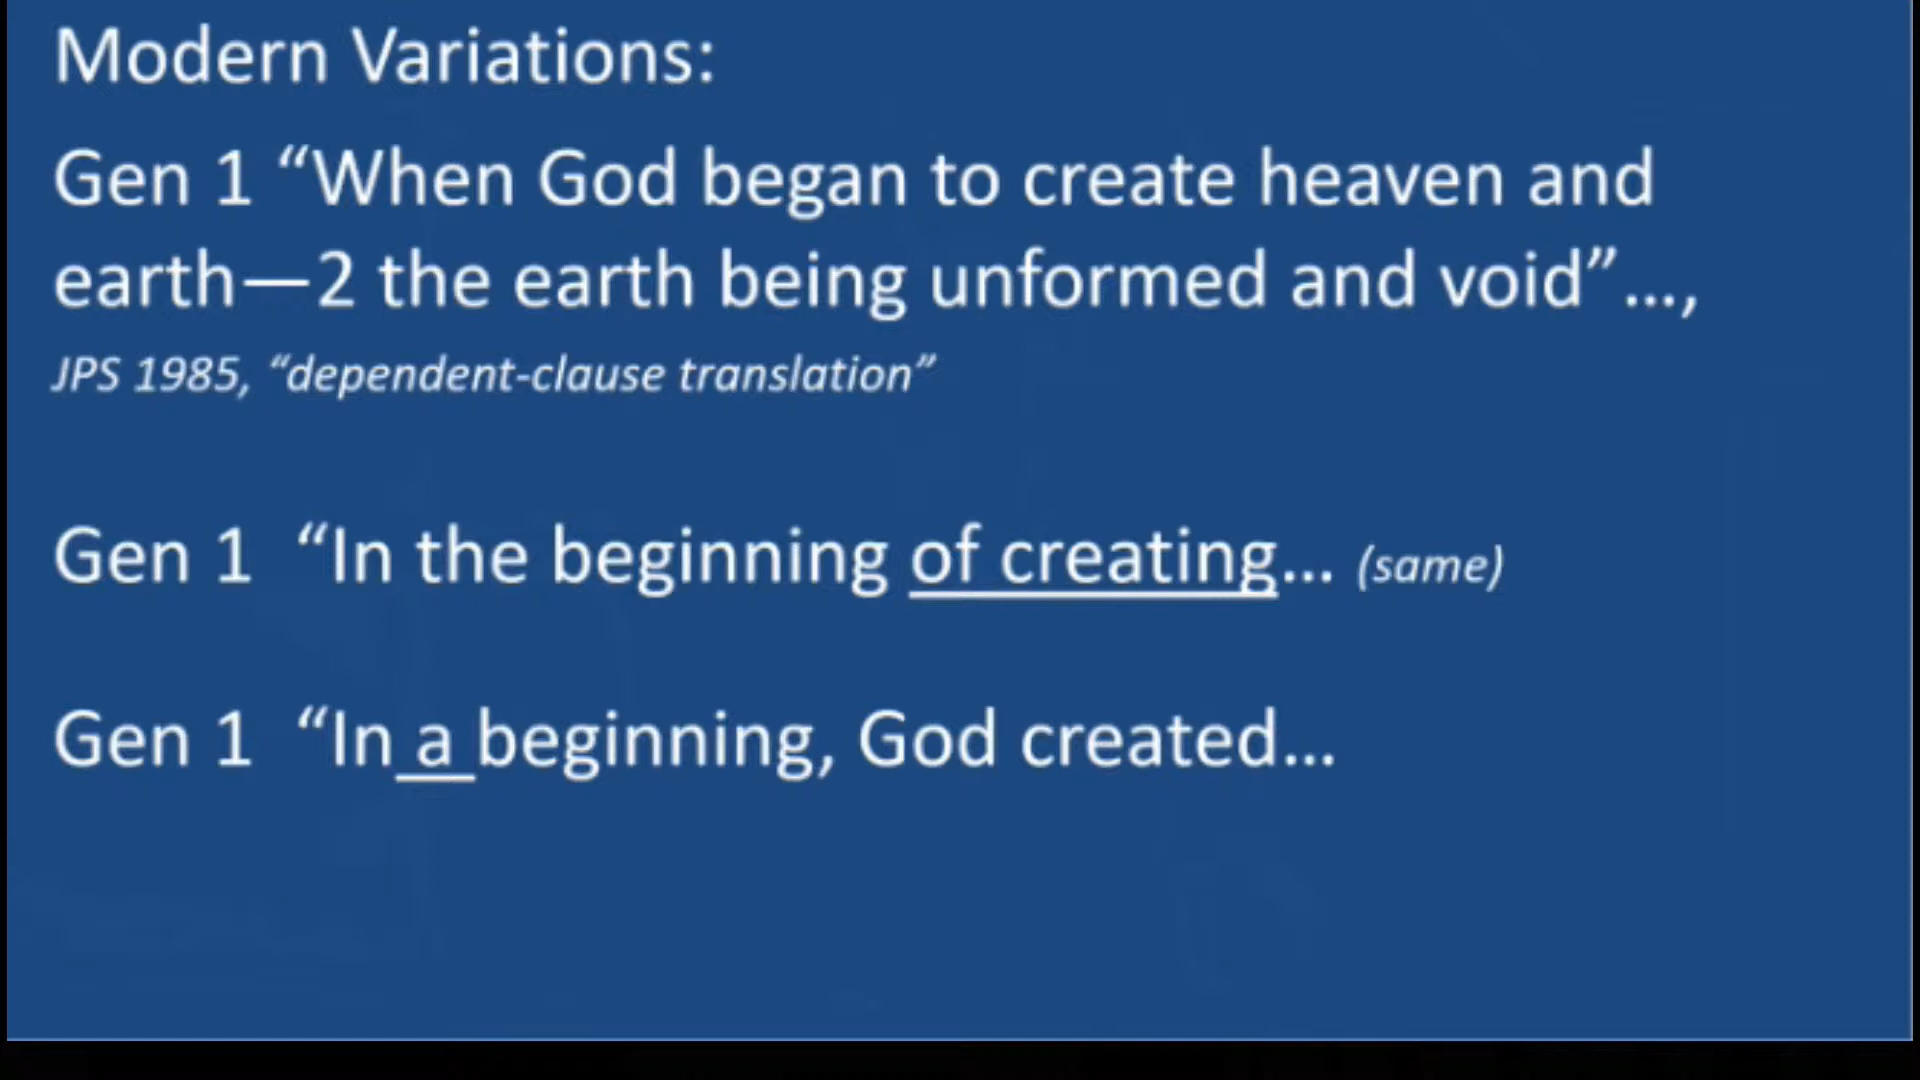 Modern Variations:
Gen 1 “When God began to create heaven and
earth—2 the earth being unformed and void”...,
JPS 1985, “dependent-clause translation”
Gen 1 “In the beginning of creating... (same)
Gen 1 “In a beginning, God created...